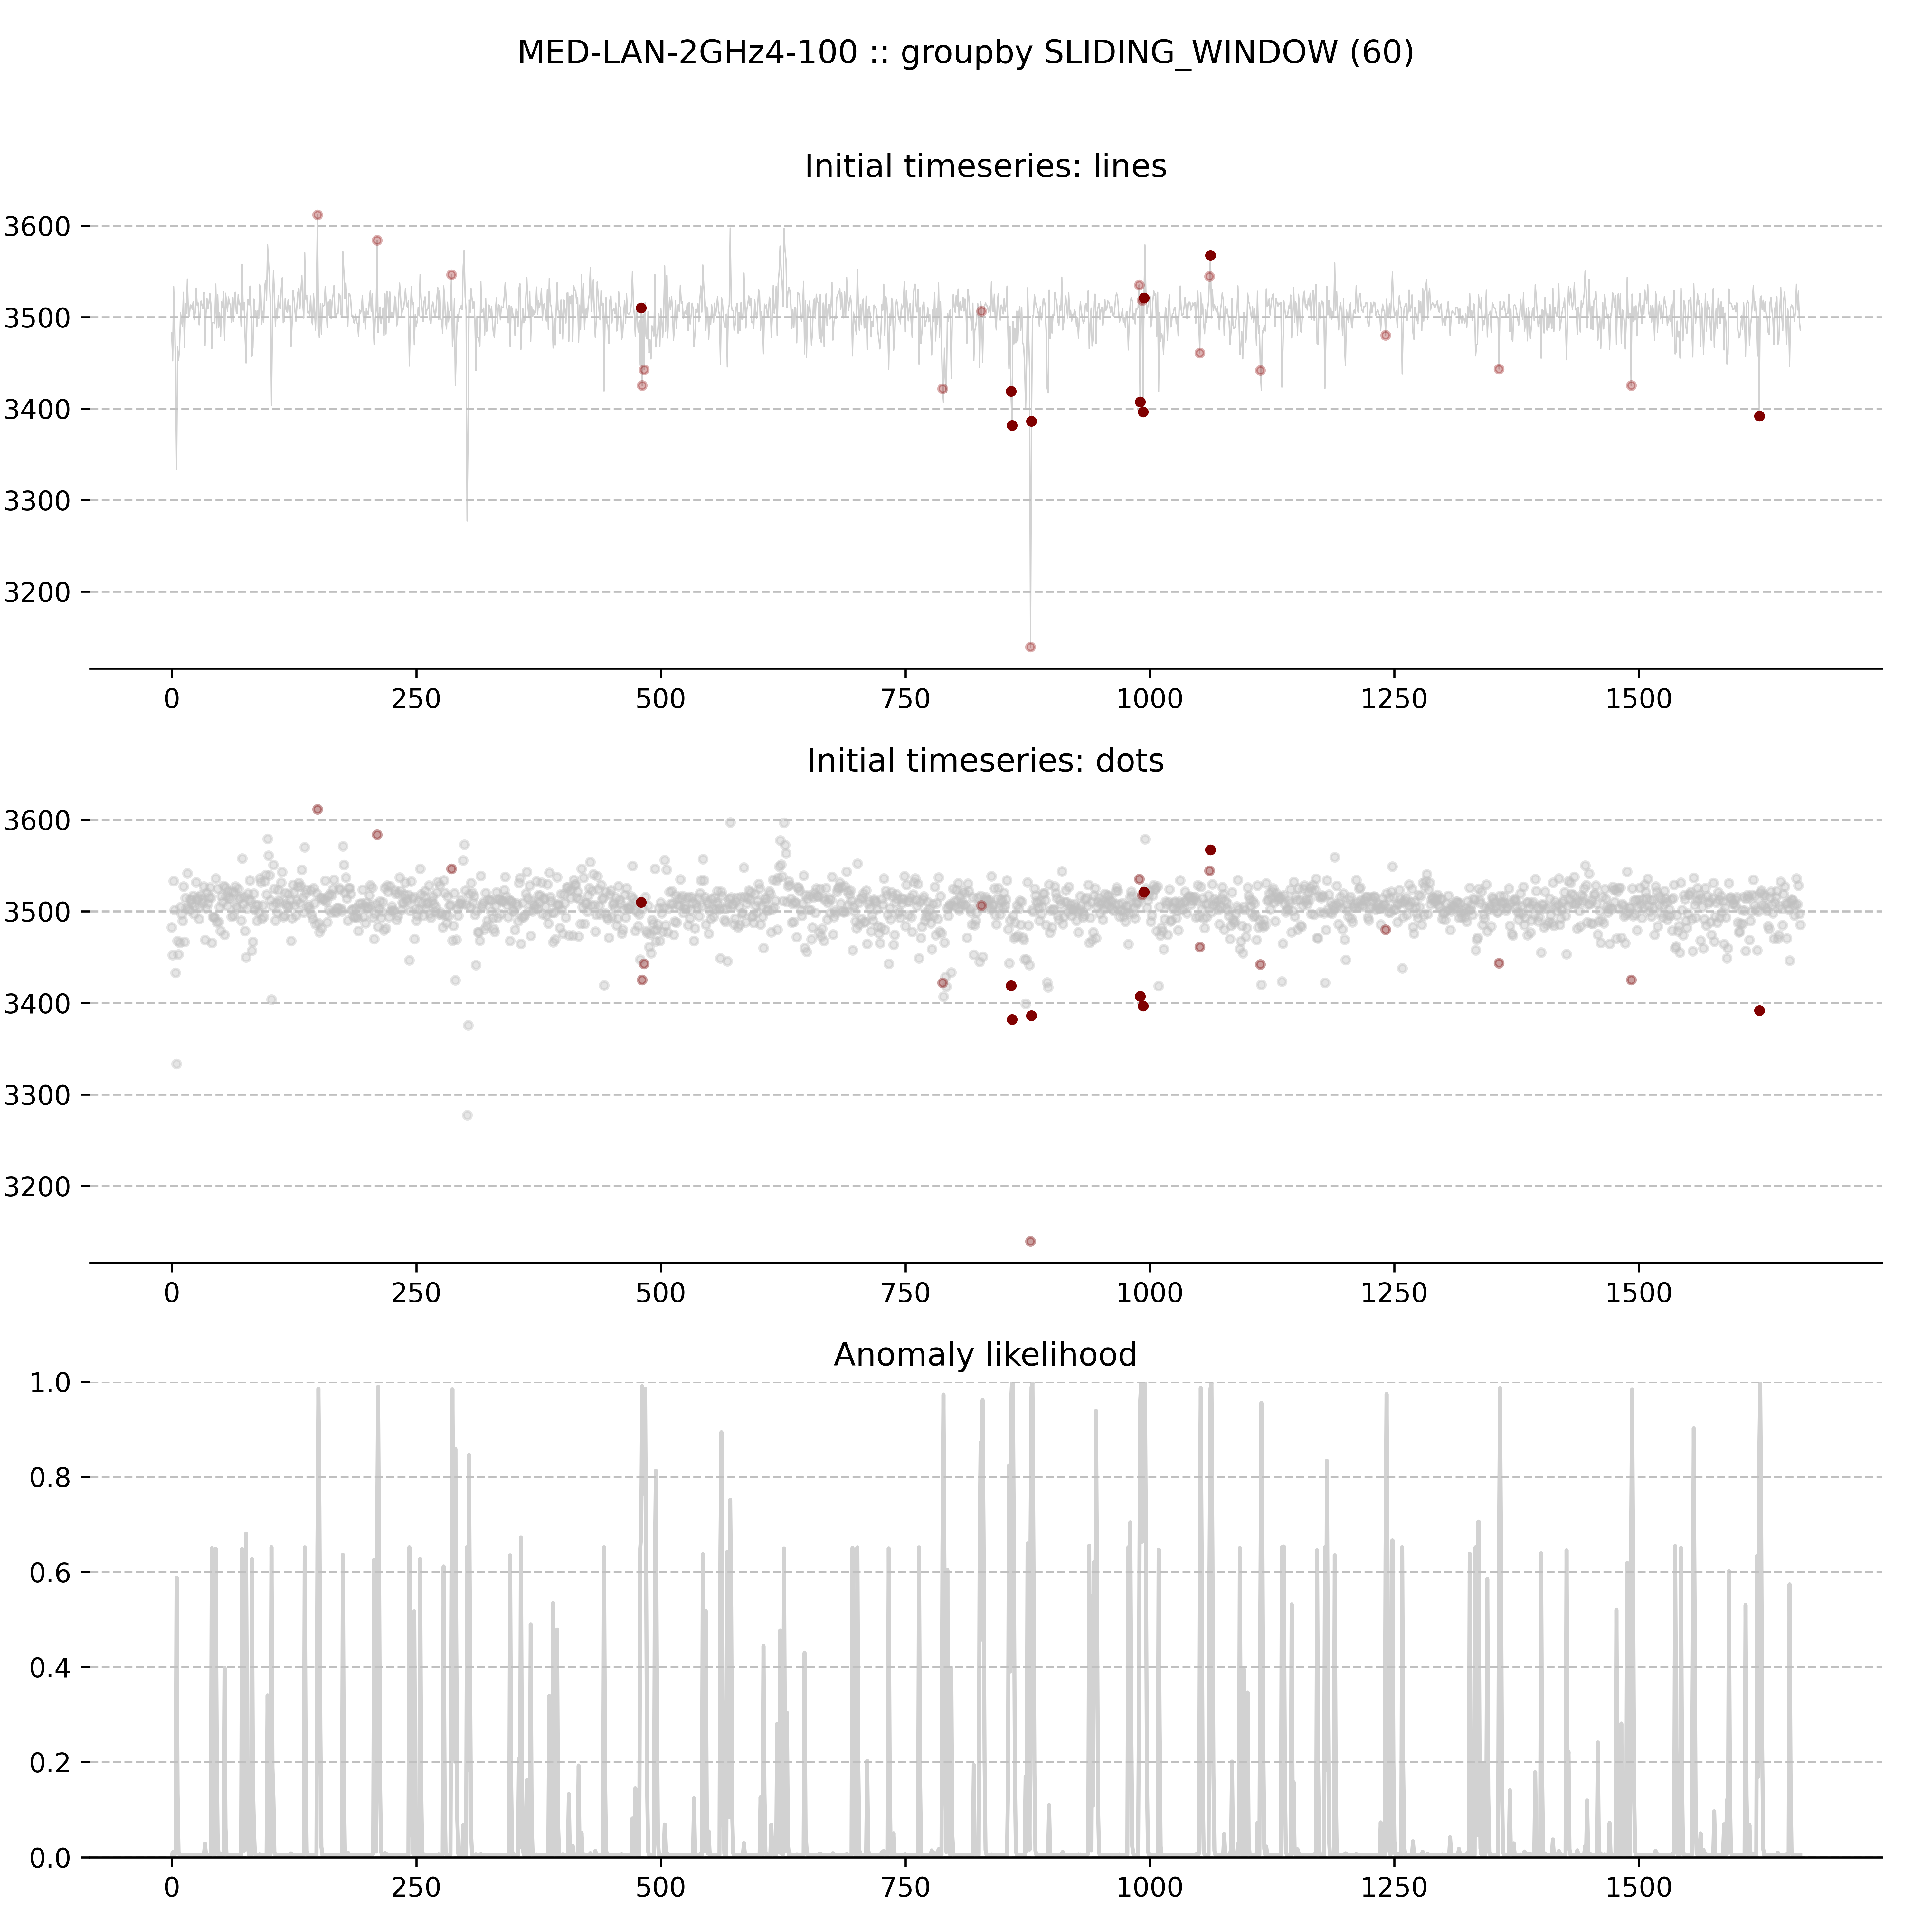 MED-LAN-2GHz4-100 :: groupby SLIDING_WINDOW (60)
Initial timeseries: lines
3600
3500
3400
3300
3200
0 250 500 750 1000 1250 1500
Initial timeseries: dots
3600
3500
3400
3300
3200
0 250 500 750 1000 1250 1500
Anomaly likelihood
1.0
0.8
0.6
0.4
0.2
0.0
0 250 500 750 1000 1250 1500